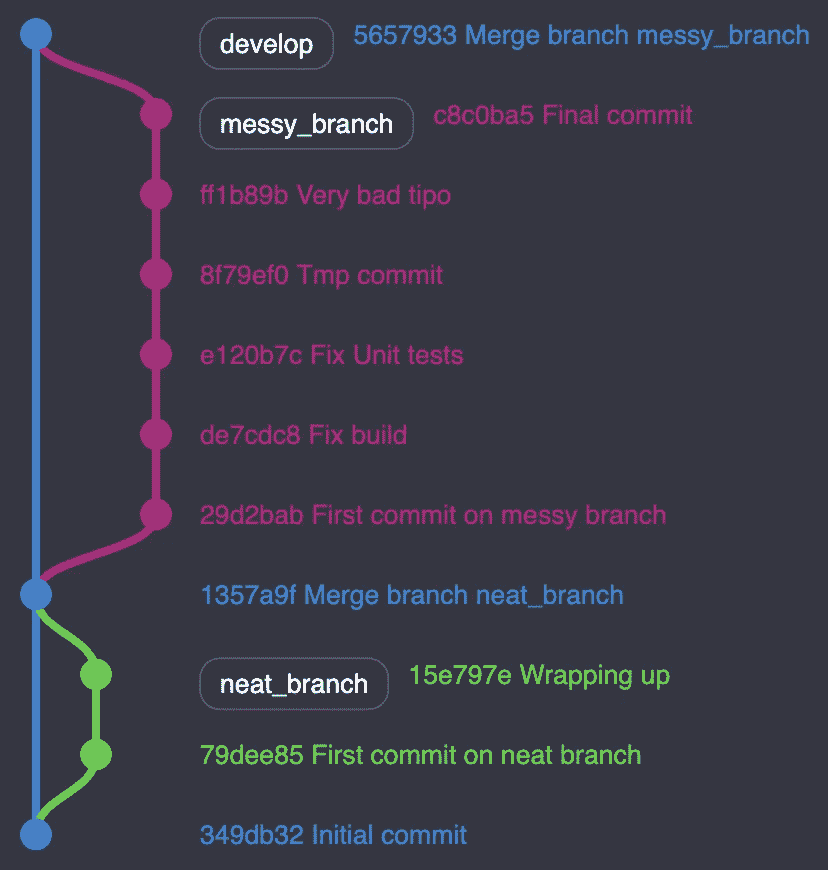 develop 5657933 Merge branch messy_branch
messy_branch c8c0ba5 Final commit
ff1b89b Very bad tipo
8f79ef0 Tmp commit
e120b7c Fix Unit tests
de7cdc8 Fix build
29d2bab First commit on messy branch
1357a9f Merge branch neat_branch
neat_branch 15e797e Wrapping up
79dee85 First commit on neat branch
349db32 Initial commit